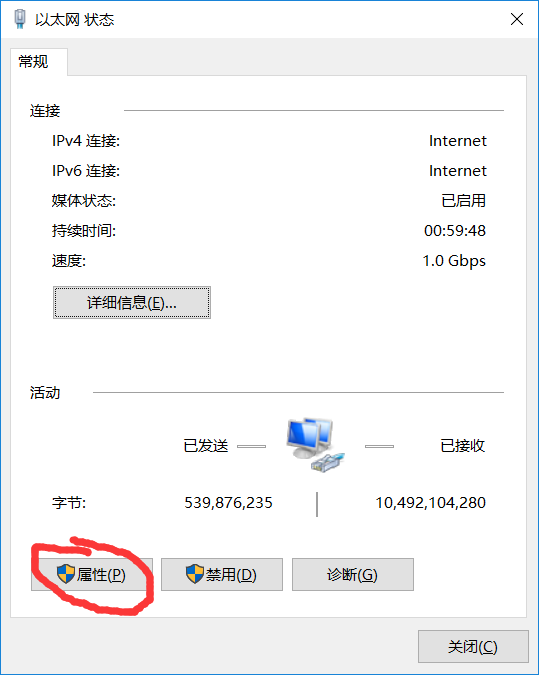 以太网 状态
常规
连接
IPv4 连接: Internet
IPv6 连接: Internet
媒体状态: 已启用
持续时间: 00:59:48
速度: 1.0 Gbps
详细信息(E)...
活动
已发送 已接收
字节: 539,876,235 10,492,104,280
属性(P) 禁用(D) 诊断(G)
关闭(C)